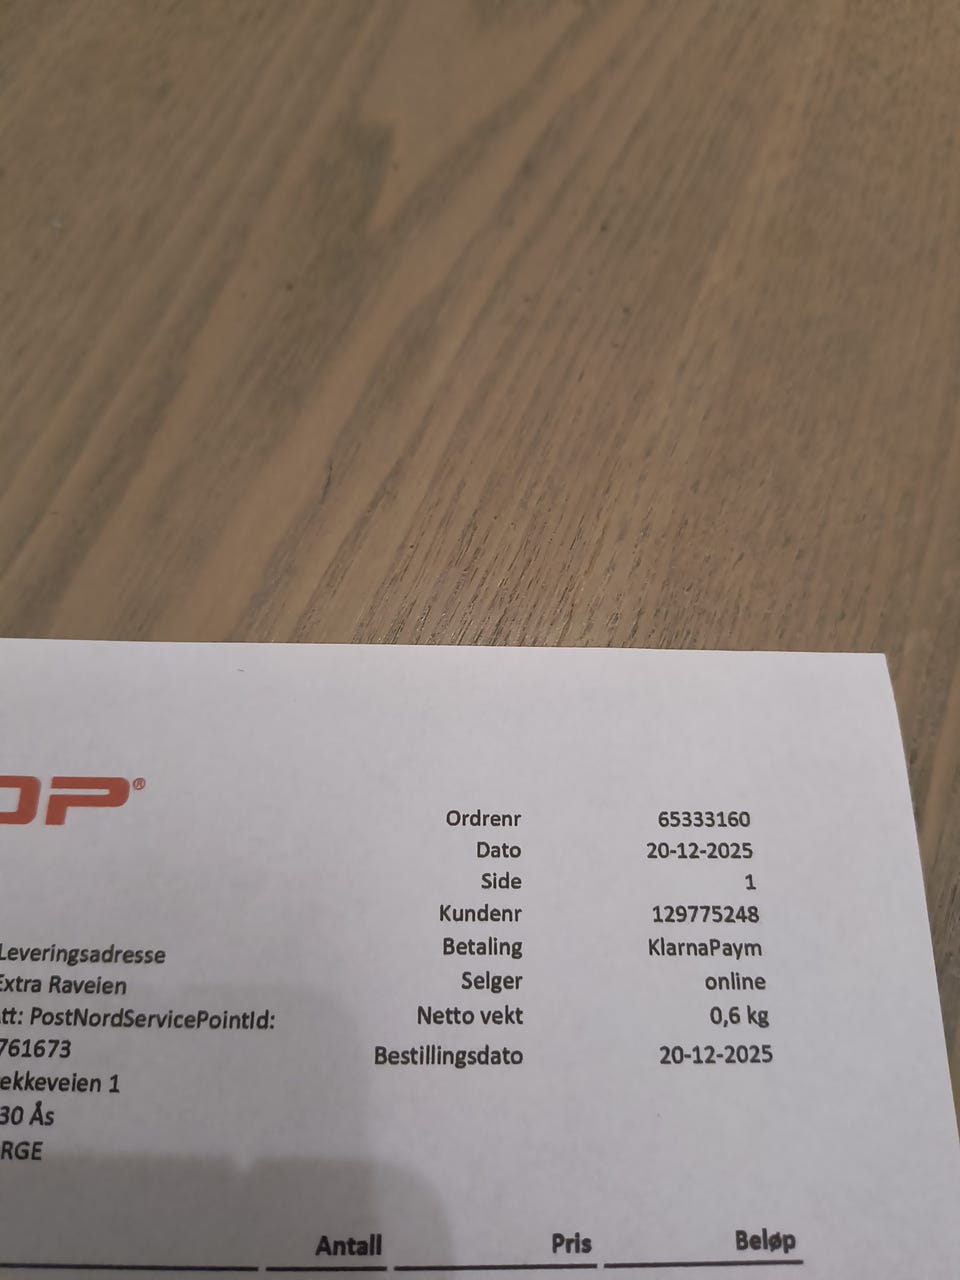 OP®
Ordrenr 65333160
Dato 20-12-2025
Side 1
Kundenr 129775248
Betaling KlarnaPaym
Selger online
Netto vekt 0,6 kg
Bestillingsdato 20-12-2025
Leveringsadresse
Extra Raveien
tt: PostNordServicePointId:
761673
ekkeveien 1
30 Ås
RGE
Antall Pris Beløp